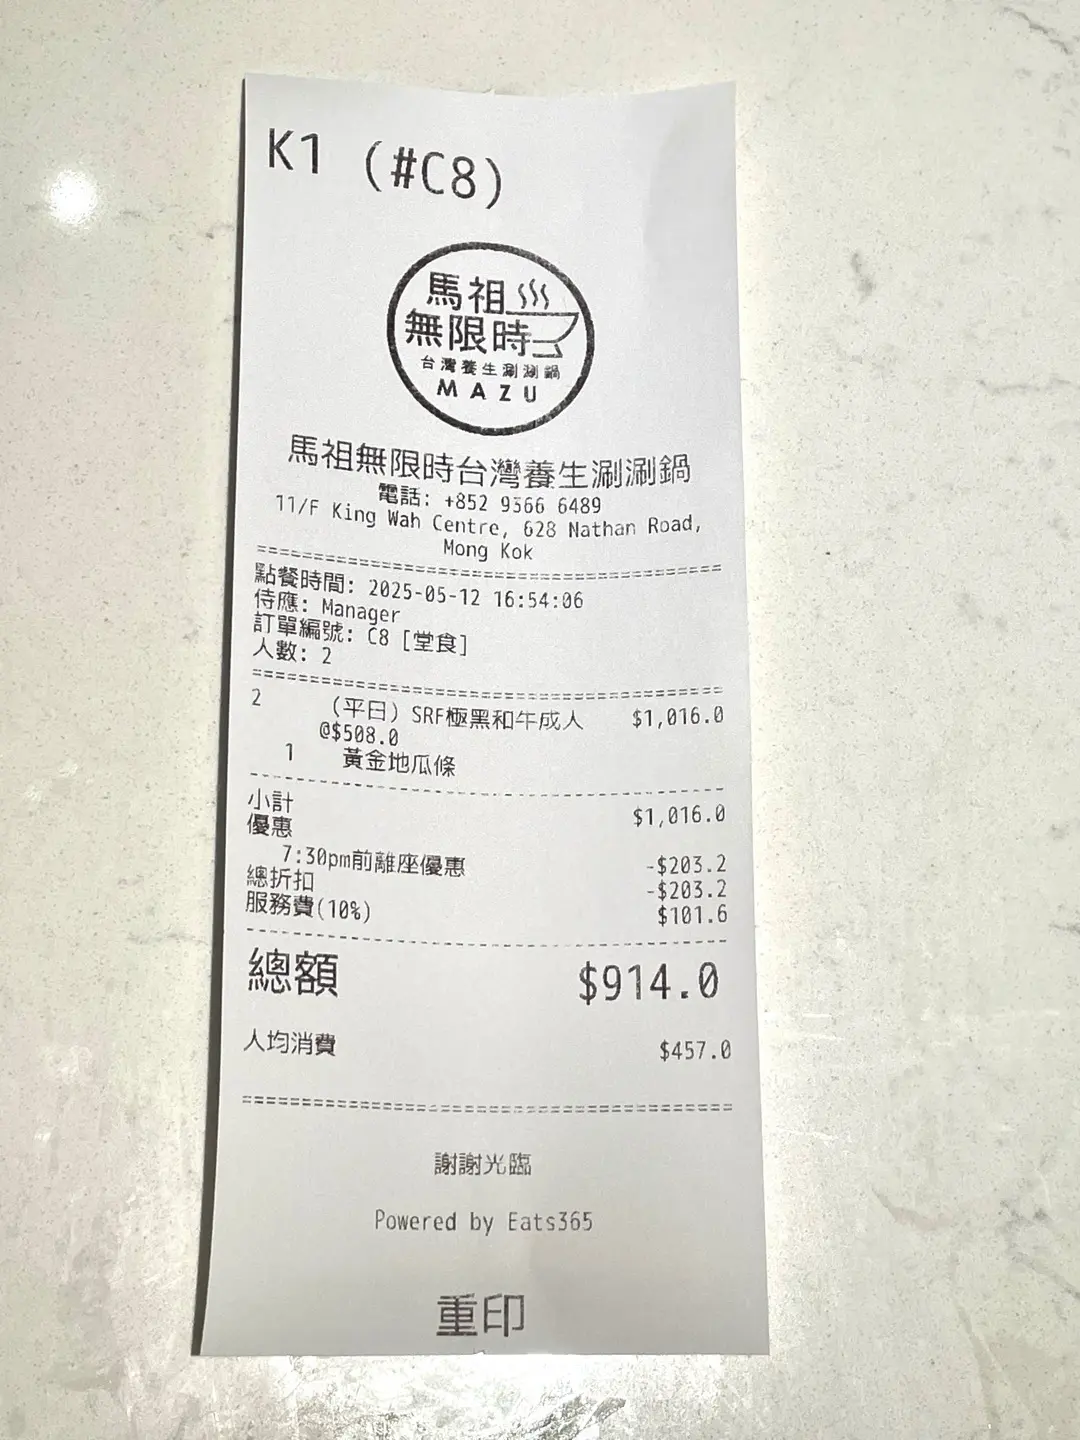 K1 (#C8)
馬祖
無限時
台灣養生涮涮鍋
MAZU
馬祖無限時台灣養生涮涮鍋
電話: +852 9366 6489
11/F King Wah Centre, 628 Nathan Road,
Mong Kok
點餐時間: 2025-05-12 16:54:06
侍應: Manager
訂單編號: C8 [堂食]
人數: 2
2 (平日) SRF極黑和牛成人 $1,016.0
@$508.0
1 黃金地瓜條
小計 $1,016.0
優惠
7:30pm前離座優惠 -$203.2
總折扣 -$203.2
服務費(10%) $101.6
總額 $914.0
人均消費 $457.0
謝謝光臨
Powered by Eats365
重印